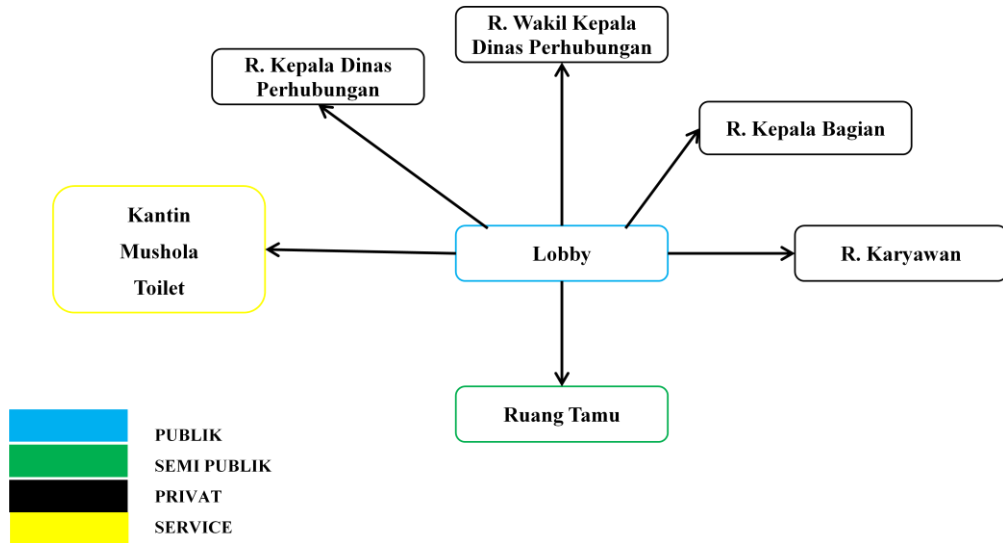 R. Wakil Kepala
Dinas Perhubungan
R. Kepala Dinas
Perhubungan
R. Kepala Bagian
Kantin
Mushola
Toilet
Lobby
R. Karyawan
Ruang Tamu
PUBLIK
SEMI PUBLIK
PRIVAT
SERVICE